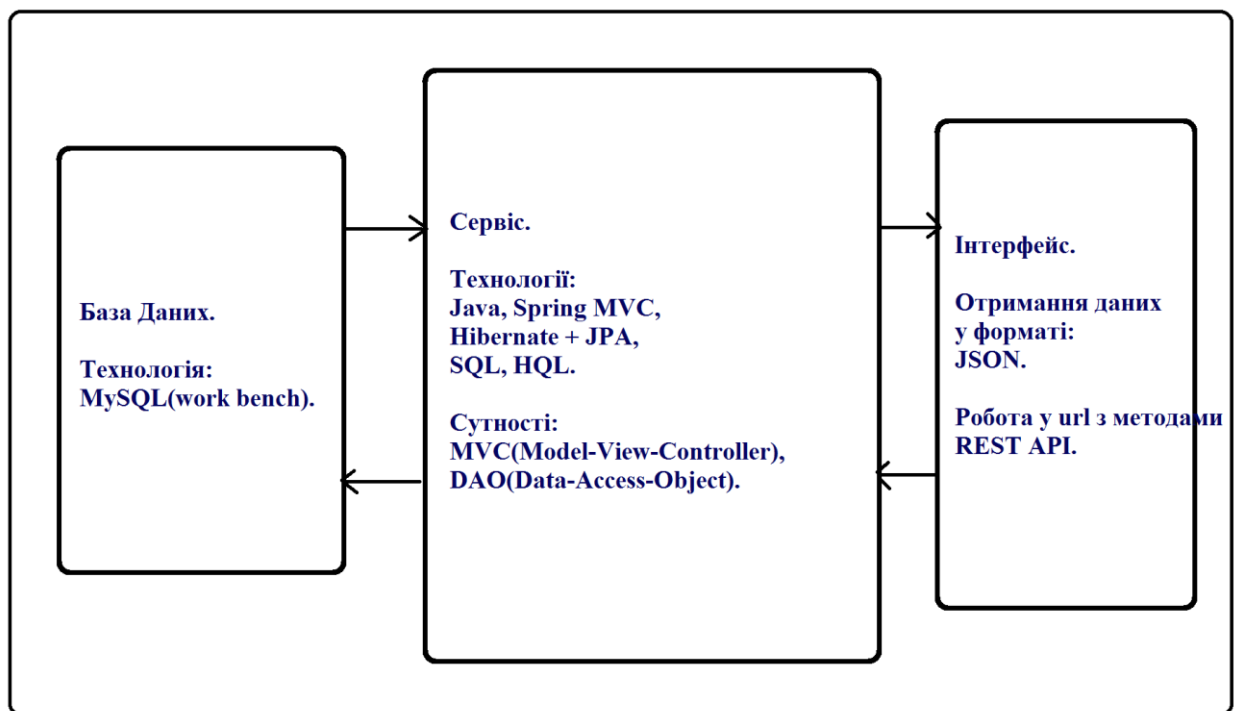 База Даних.
Технологія:
MySQL(work bench).
Сервіс.
Технології:
Java, Spring MVC,
Hibernate + JPA,
SQL, HQL.
Сутності:
MVC(Model-View-Controller),
DAO(Data-Access-Object).
Інтерфейс.
Отримання даних
у форматі:
JSON.
Робота у url з методами
REST API.